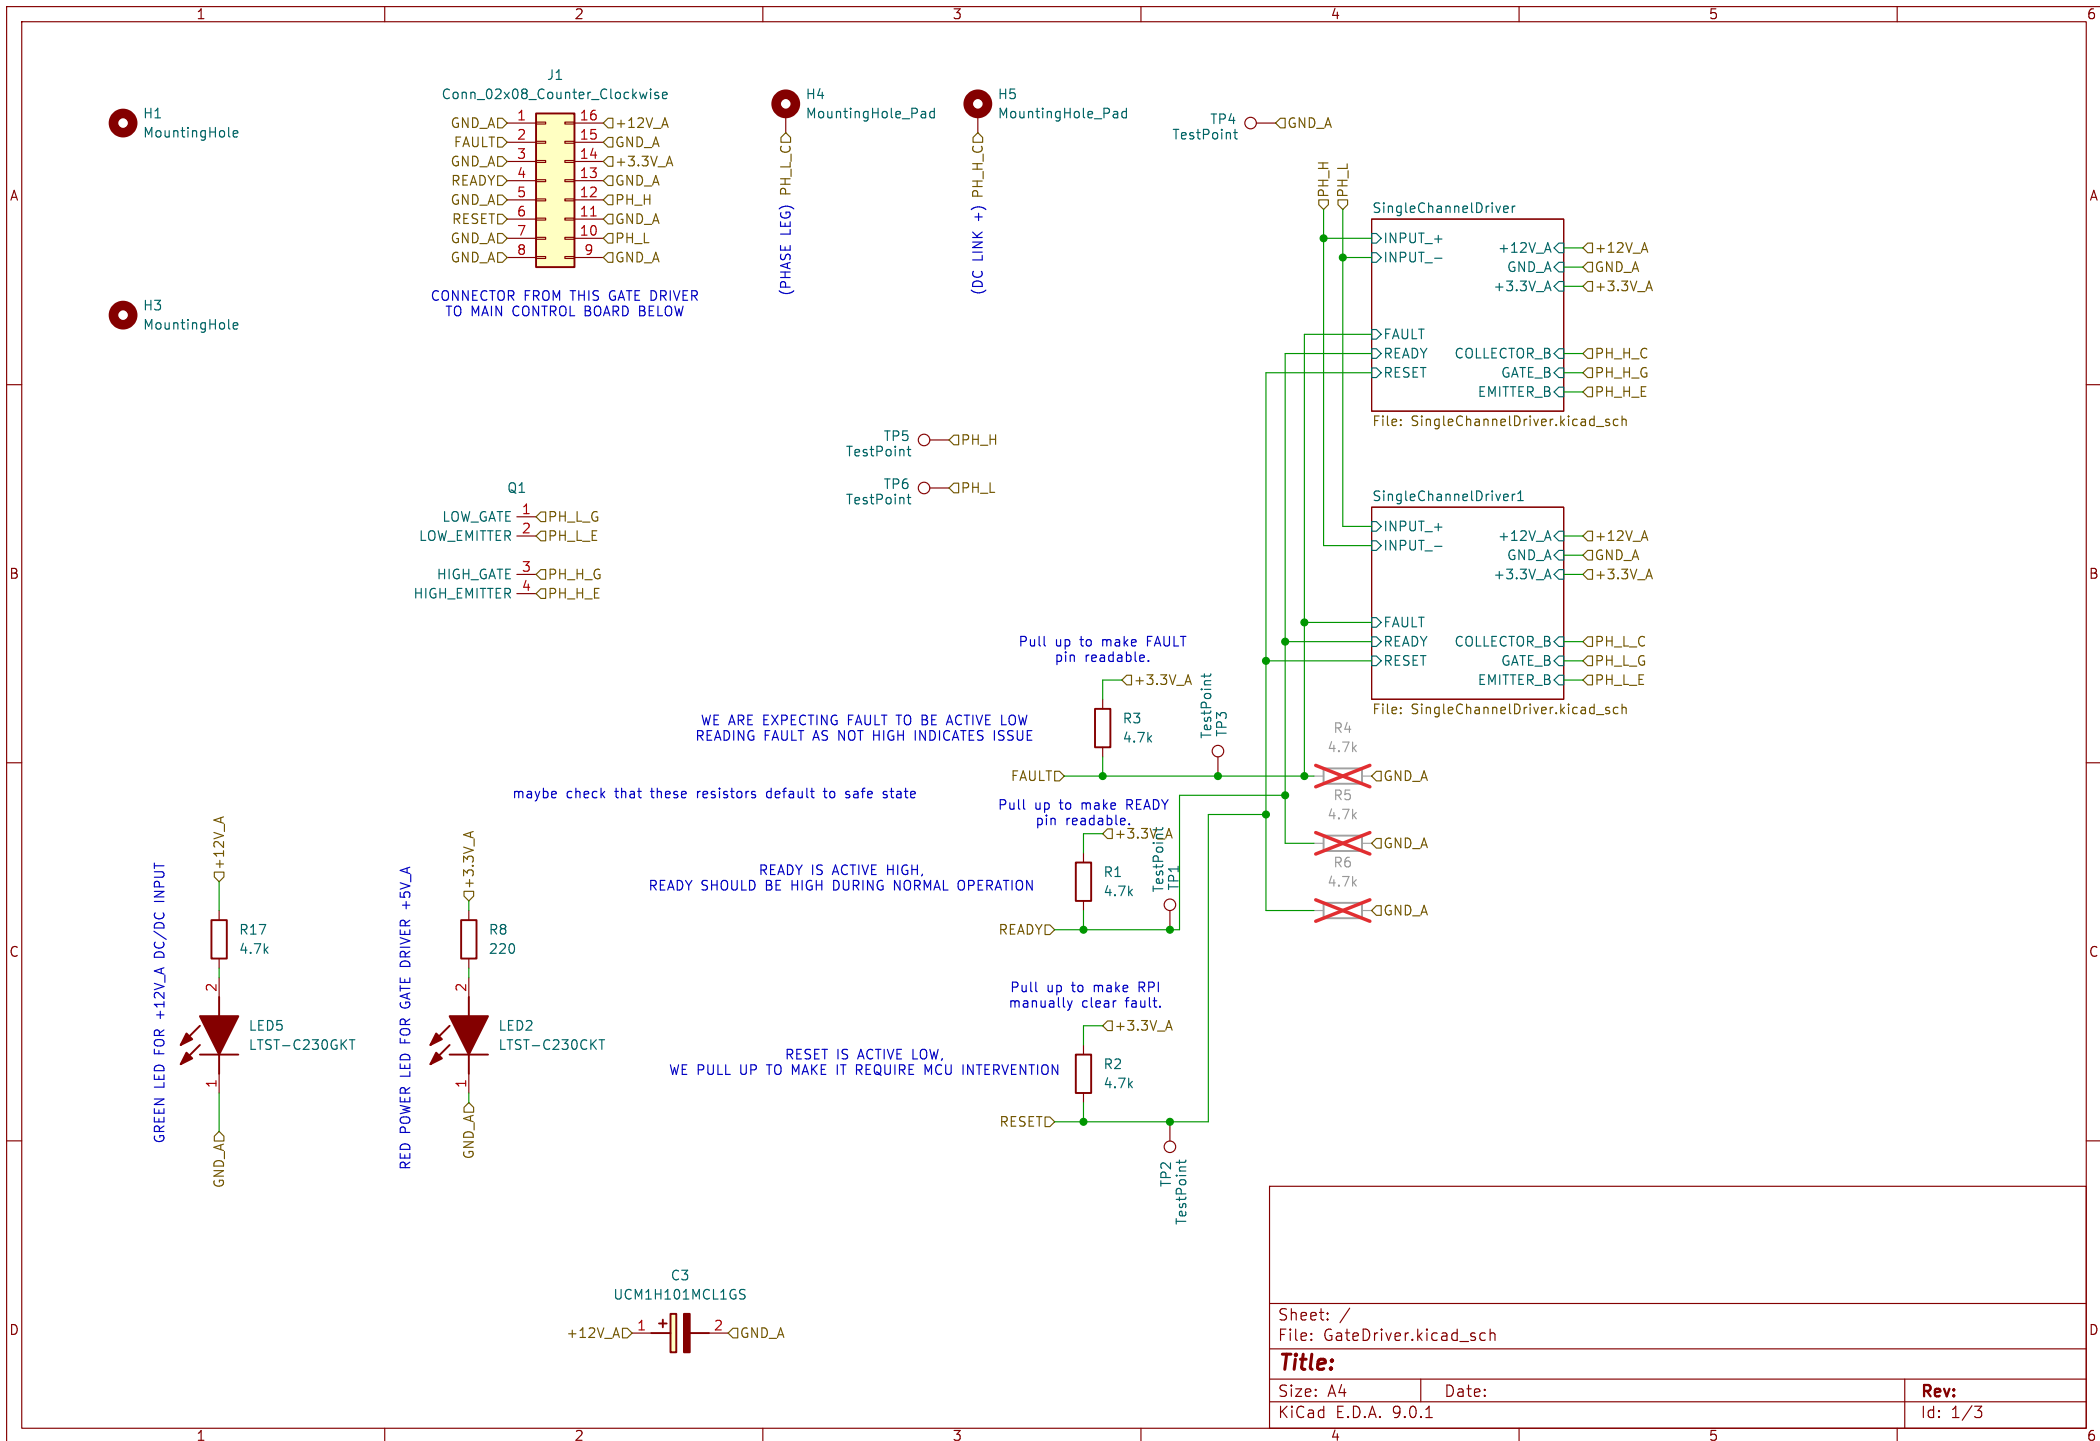 1 2 3 4 5 6
A A
B B
C C
D D
H1
MountingHole
H3
MountingHole
J1
Conn_02x08_Counter_Clockwise
GND_A 1 16 +12V_A
FAULT 2 15 GND_A
GND_A 3 14 +3.3V_A
READY 4 13 GND_A
GND_A 5 12 PH_H
RESET 6 11 GND_A
GND_A 7 10 PH_L
GND_A 8 9 GND_A
CONNECTOR FROM THIS GATE DRIVER
TO MAIN CONTROL BOARD BELOW
H4
MountingHole_Pad
PH_L_C
(PHASE LEG)
H5
MountingHole_Pad
PH_H_C
(DC LINK +)
TP4
TestPoint
GND_A
PH_H
PH_L
SingleChannelDriver
INPUT_+
INPUT_-
FAULT
READY
RESET
+12V_A +12V_A
GND_A GND_A
+3.3V_A +3.3V_A
COLLECTOR_B PH_H_C
GATE_B PH_H_G
EMITTER_B PH_H_E
File: SingleChannelDriver.kicad_sch
TP5
TestPoint
PH_H
TP6
TestPoint
PH_L
Q1
LOW_GATE 1 PH_L_G
LOW_EMITTER 2 PH_L_E
HIGH_GATE 3 PH_H_G
HIGH_EMITTER 4 PH_H_E
SingleChannelDriver1
INPUT_+
INPUT_-
FAULT
READY
RESET
+12V_A +12V_A
GND_A GND_A
+3.3V_A +3.3V_A
COLLECTOR_B PH_L_C
GATE_B PH_L_G
EMITTER_B PH_L_E
File: SingleChannelDriver.kicad_sch
Pull up to make FAULT
pin readable.
+3.3V_A
R3
4.7k
TestPoint
TP3
WE ARE EXPECTING FAULT TO BE ACTIVE LOW
READING FAULT AS NOT HIGH INDICATES ISSUE
FAULT
R4
4.7k
GND_A
R5
4.7k
GND_A
R6
4.7k
GND_A
maybe check that these resistors default to safe state
Pull up to make READY
pin readable.
+3.3V_A
R1
4.7k
TestPoint
TP1
READY IS ACTIVE HIGH,
READY SHOULD BE HIGH DURING NORMAL OPERATION
READY
Pull up to make RPI
manually clear fault.
+3.3V_A
R2
4.7k
RESET IS ACTIVE LOW,
WE PULL UP TO MAKE IT REQUIRE MCU INTERVENTION
RESET
TP2
TestPoint
GREEN LED FOR +12V_A DC/DC INPUT
+12V_A
R17
4.7k
2
LED5
LTST-C230GKT
1
GND_A
RED POWER LED FOR GATE DRIVER +5V_A
+3.3V_A
R8
220
2
LED2
LTST-C230CKT
1
GND_A
C3
UCM1H101MCL1GS
+12V_A 1 + 2 GND_A
Sheet: /
File: GateDriver.kicad_sch
Title:
Size: A4 Date: Rev:
KiCad E.D.A. 9.0.1 Id: 1/3
1 2 3 4 5 6